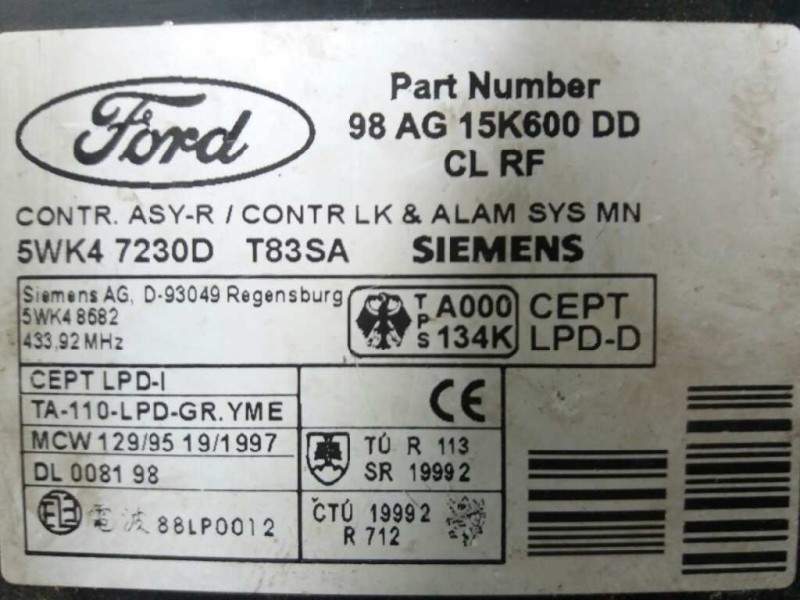 Ford
Part Number
98 AG 15K600 DD
CL RF
CONTR. ASY-R / CONTR LK & ALAM SYS MN
5WK4 7230D T83SA SIEMENS
Siemens AG, D-93049 Regensburg
5WK4 8682
433,92 MHz
TPS A000 134K
CEPT
LPD-D
CEPT LPD-I
TA-110-LPD-GR.YME
MCW 129/95 19/1997
DL 0081 98
電波 88LP0012
CE
TÚ R 113
SR 1999 2
ČTÚ 1999 2
R 712